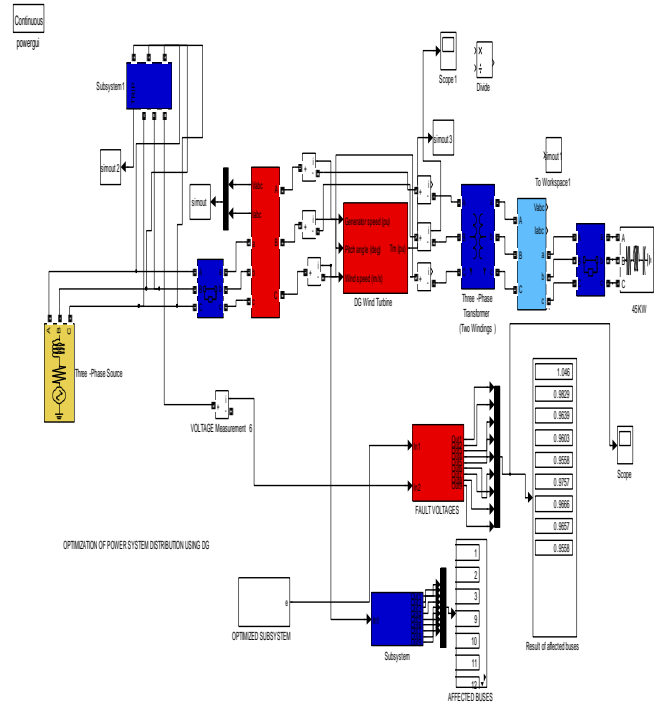 Continuous
powergui
Subsystem1
simout 2
simout
Vabc
Iabc
A
B
C
a
b
c
Generator speed (pu)
Pitch angle (deg)
Wind speed (m/s)
Tm (pu)
DG Wind Turbine
Scope 1
Divide
simout 3
simout1
To Workspace1
Three -Phase
Transformer
(Two Windings )
Vabc
Iabc
A
B
C
a
b
c
A
B
C
45KW
A
B
C
Three -Phase Source
i
+
-
VOLTAGE Measurement 6
FAULT VOLTAGES
1.046
0.9829
0.9639
0.9603
0.9558
0.9757
0.9666
0.9657
0.9558
Result of affected buses
Scope
OPTIMIZATION OF POWER SYSTEM DISTRIBUTION USING DG
e
OPTIMIZED SUBSYSTEM
Subsystem
1
2
3
9
10
11
12
AFFECTED BUSES